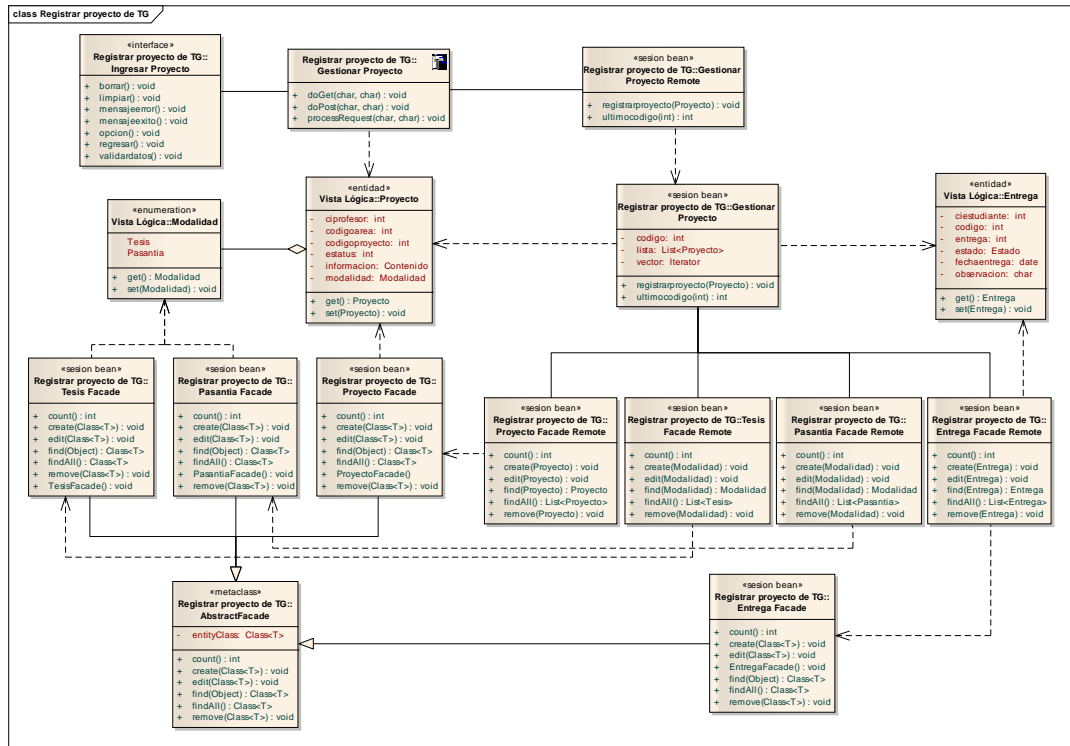 class Registrar proyecto de TG
«interface»
Registrar proyecto de TG::
Ingresar Proyecto
+ borrar() : void
+ limpiar() : void
+ mensajeerror() : void
+ mensajeexito() : void
+ opcion() : void
+ regresar() : void
+ validardatos() : void
Registrar proyecto de TG::
Gestionar Proyecto
+ doGet(char, char) : void
+ doPost(char, char) : void
+ processRequest(char, char) : void
«sesion bean»
Registrar proyecto de TG::Gestionar
Proyecto Remote
+ registrarproyecto(Proyecto) : void
+ ultimocodigo(int) : int
«enumeration»
Vista Lógica::Modalidad
Tesis
Pasantia
+ get() : Modalidad
+ set(Modalidad) : void
«entidad»
Vista Lógica::Proyecto
- ciprofesor: int
- codigoarea: int
- codigoproyecto: int
- estatus: int
- informacion: Contenido
- modalidad: Modalidad
+ get() : Proyecto
+ set(Proyecto) : void
«sesion bean»
Registrar proyecto de TG::Gestionar
Proyecto
- codigo: int
- lista: List<Proyecto>
- vector: Iterator
+ registrarproyecto(Proyecto) : void
+ ultimocodigo(int) : int
«entidad»
Vista Lógica::Entrega
- ciestudiante: int
- codigo: int
- entrega: int
- estado: Estado
- fechaentrega: date
- observacion: char
+ get() : Entrega
+ set(Entrega) : void
«sesion bean»
Registrar proyecto de TG::
Tesis Facade
+ count() : int
+ create(Class<T>) : void
+ edit(Class<T>) : void
+ find(Object) : Class<T>
+ findAll() : Class<T>
+ remove(Class<T>) : void
+ TesisFacade() : void
«sesion bean»
Registrar proyecto de TG::
Pasantia Facade
+ count() : int
+ create(Class<T>) : void
+ edit(Class<T>) : void
+ find(Object) : Class<T>
+ findAll() : Class<T>
+ PasantiaFacade() : void
+ remove(Class<T>) : void
«sesion bean»
Registrar proyecto de TG::
Proyecto Facade
+ count() : int
+ create(Class<T>) : void
+ edit(Class<T>) : void
+ find(Object) : Class<T>
+ findAll() : Class<T>
+ ProyectoFacade()
+ remove(Class<T>) : void
«sesion bean»
Registrar proyecto de TG::
Proyecto Facade Remote
+ count() : int
+ create(Proyecto) : void
+ edit(Proyecto) : void
+ find(Proyecto) : Proyecto
+ findAll() : List<Proyecto>
+ remove(Proyecto) : void
«sesion bean»
Registrar proyecto de TG::Tesis
Facade Remote
+ count() : int
+ create(Modalidad) : void
+ edit(Modalidad) : void
+ find(Modalidad) : Modalidad
+ findAll() : List<Tesis>
+ remove(Modalidad) : void
«sesion bean»
Registrar proyecto de TG::
Pasantia Facade Remote
+ count() : int
+ create(Modalidad) : void
+ edit(Modalidad) : void
+ find(Modalidad) : Modalidad
+ findAll() : List<Pasantia>
+ remove(Modalidad) : void
«sesion bean»
Registrar proyecto de TG::
Entrega Facade Remote
+ count() : int
+ create(Entrega) : void
+ edit(Entrega) : void
+ find(Entrega) : Entrega
+ findAll() : List<Entrega>
+ remove(Entrega) : void
«metaclass»
Registrar proyecto de TG::
AbstractFacade
- entityClass: Class<T>
+ count() : int
+ create(Class<T>) : void
+ edit(Class<T>) : void
+ find(Object) : Class<T>
+ findAll() : Class<T>
+ remove(Class<T>) : void
«sesion bean»
Registrar proyecto de TG::
Entrega Facade
+ count() : int
+ create(Class<T>) : void
+ edit(Class<T>) : void
+ EntregaFacade() : void
+ find(Object) : Class<T>
+ findAll() : Class<T>
+ remove(Class<T>) : void